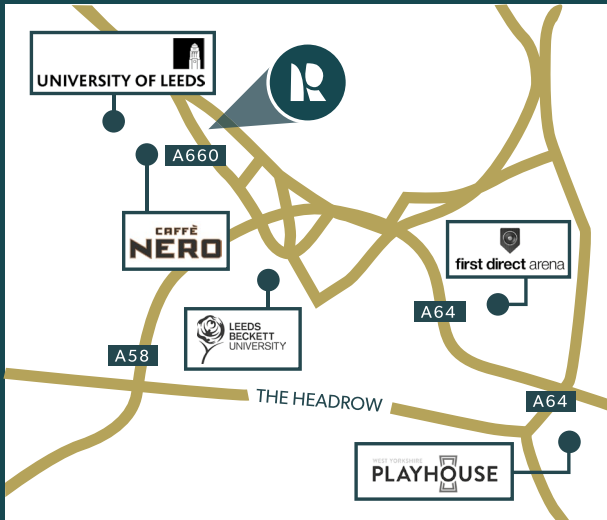 UNIVERSITY OF LEEDS
R
A660
CAFFÈ
NERO
first direct arena
A64
LEEDS
BECKETT
UNIVERSITY
A58
THE HEADROW
A64
WEST YORKSHIRE
PLAYHOUSE